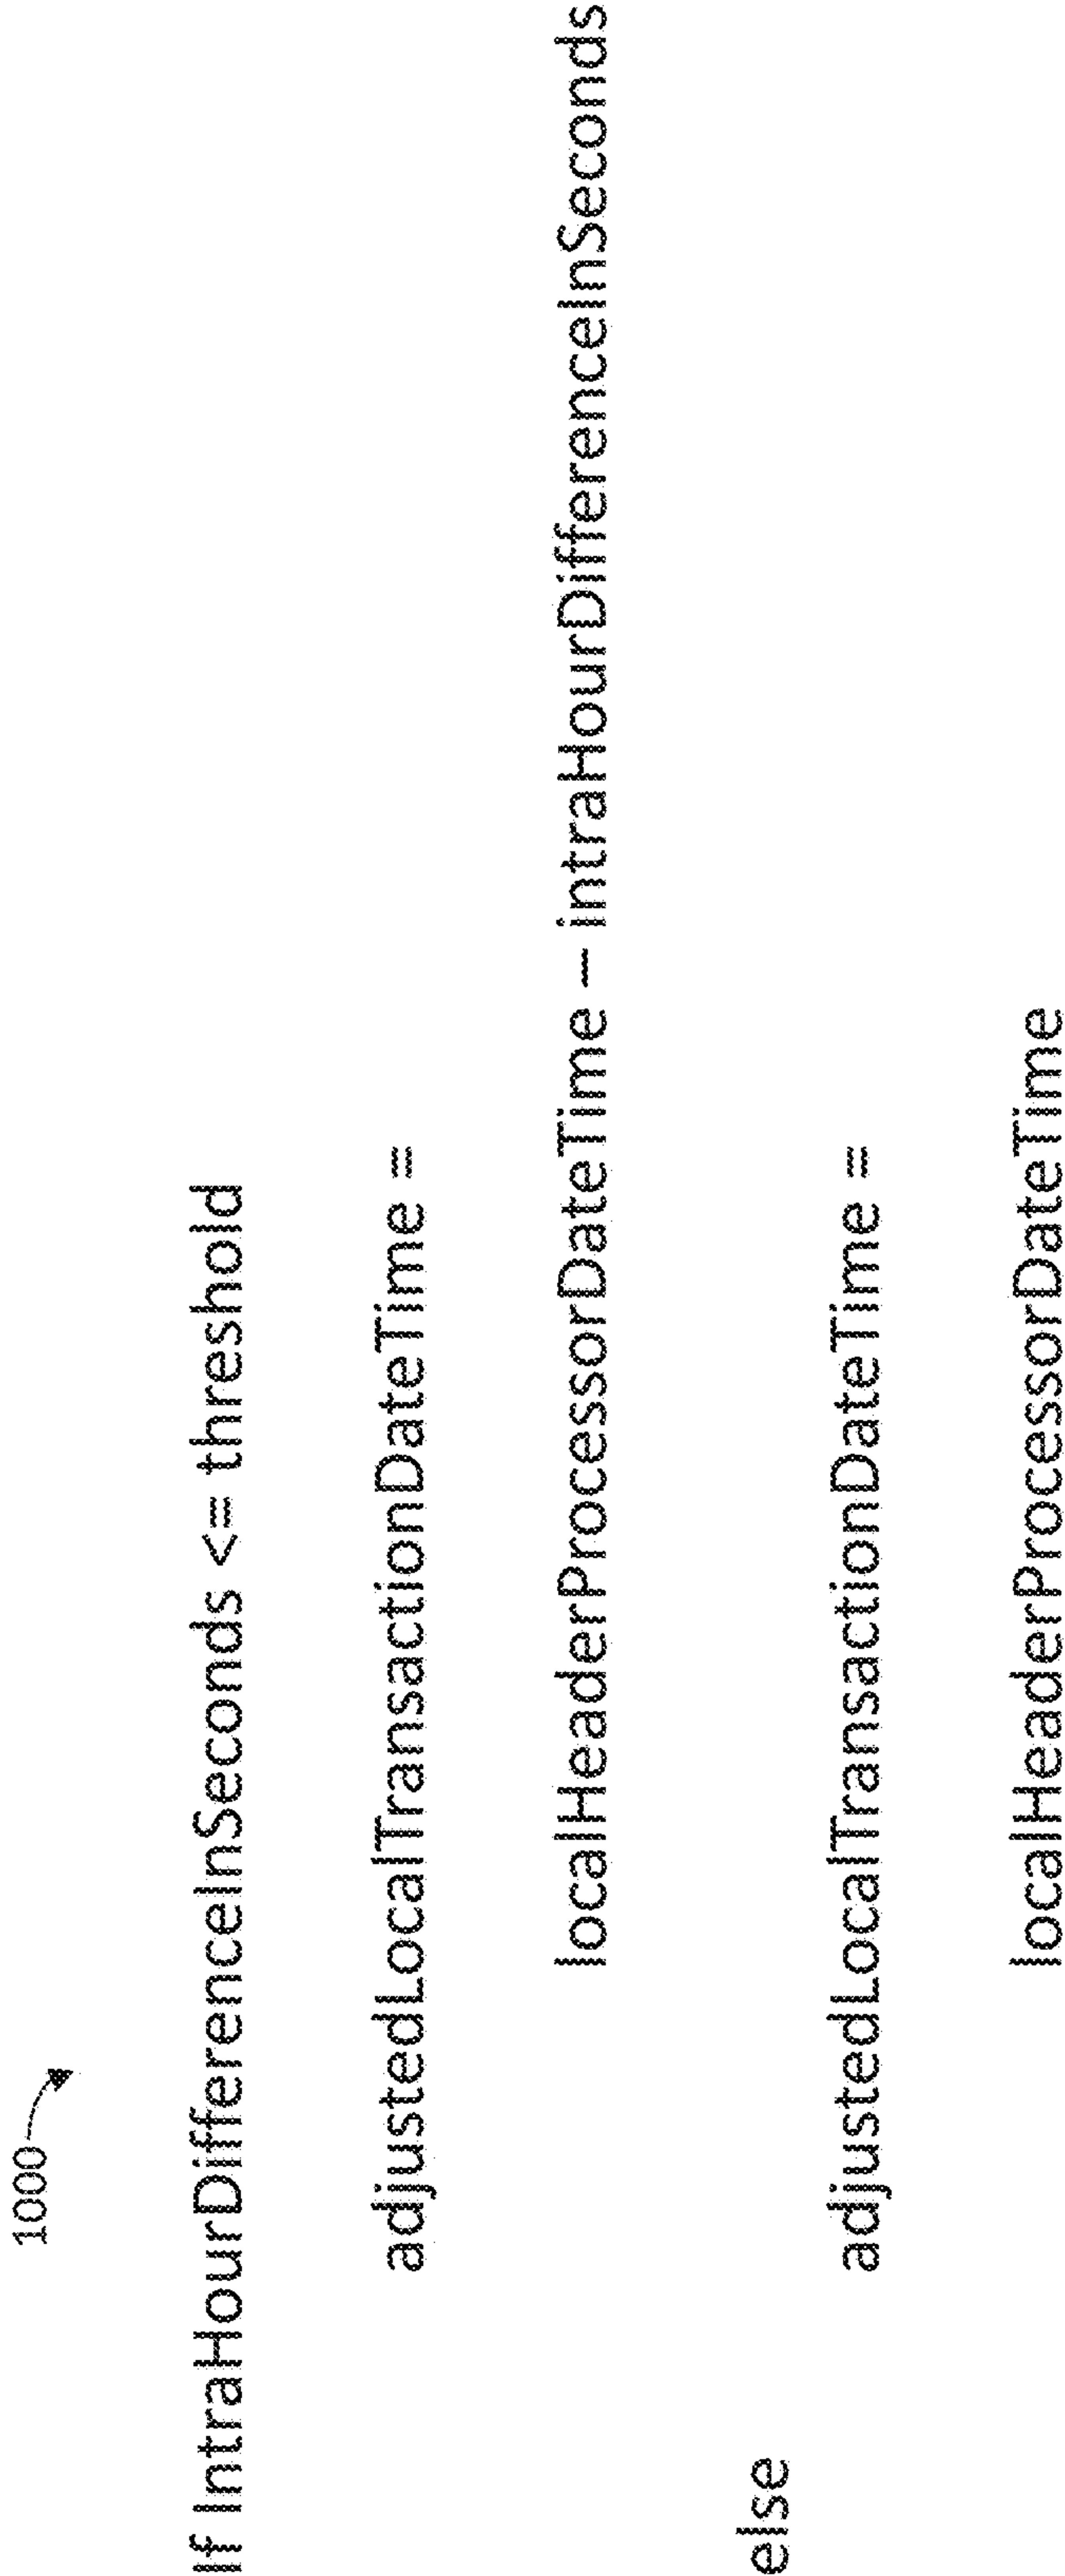 1000
If IntraHourDifferenceInSeconds <= threshold
adjustedLocalTransactionDateTime =
localHeaderProcessorDateTime – intraHourDifferenceInSeconds
else
adjustedLocalTransactionDateTime =
localHeaderProcessorDateTime